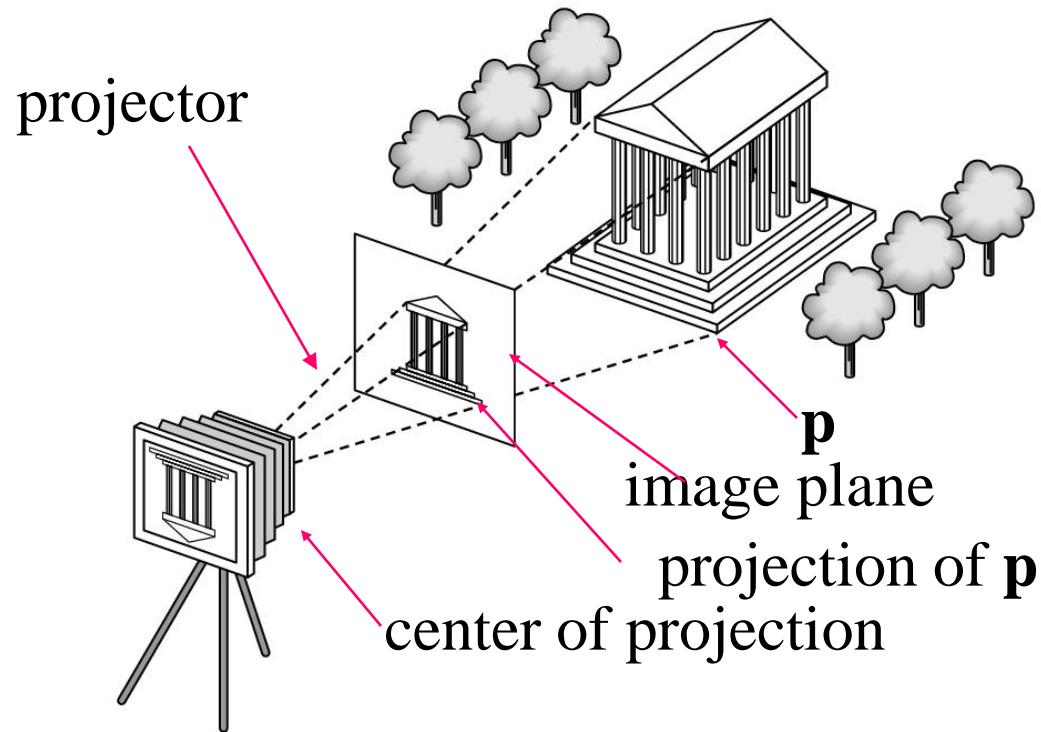 projector
p
image plane
projection of p
center of projection